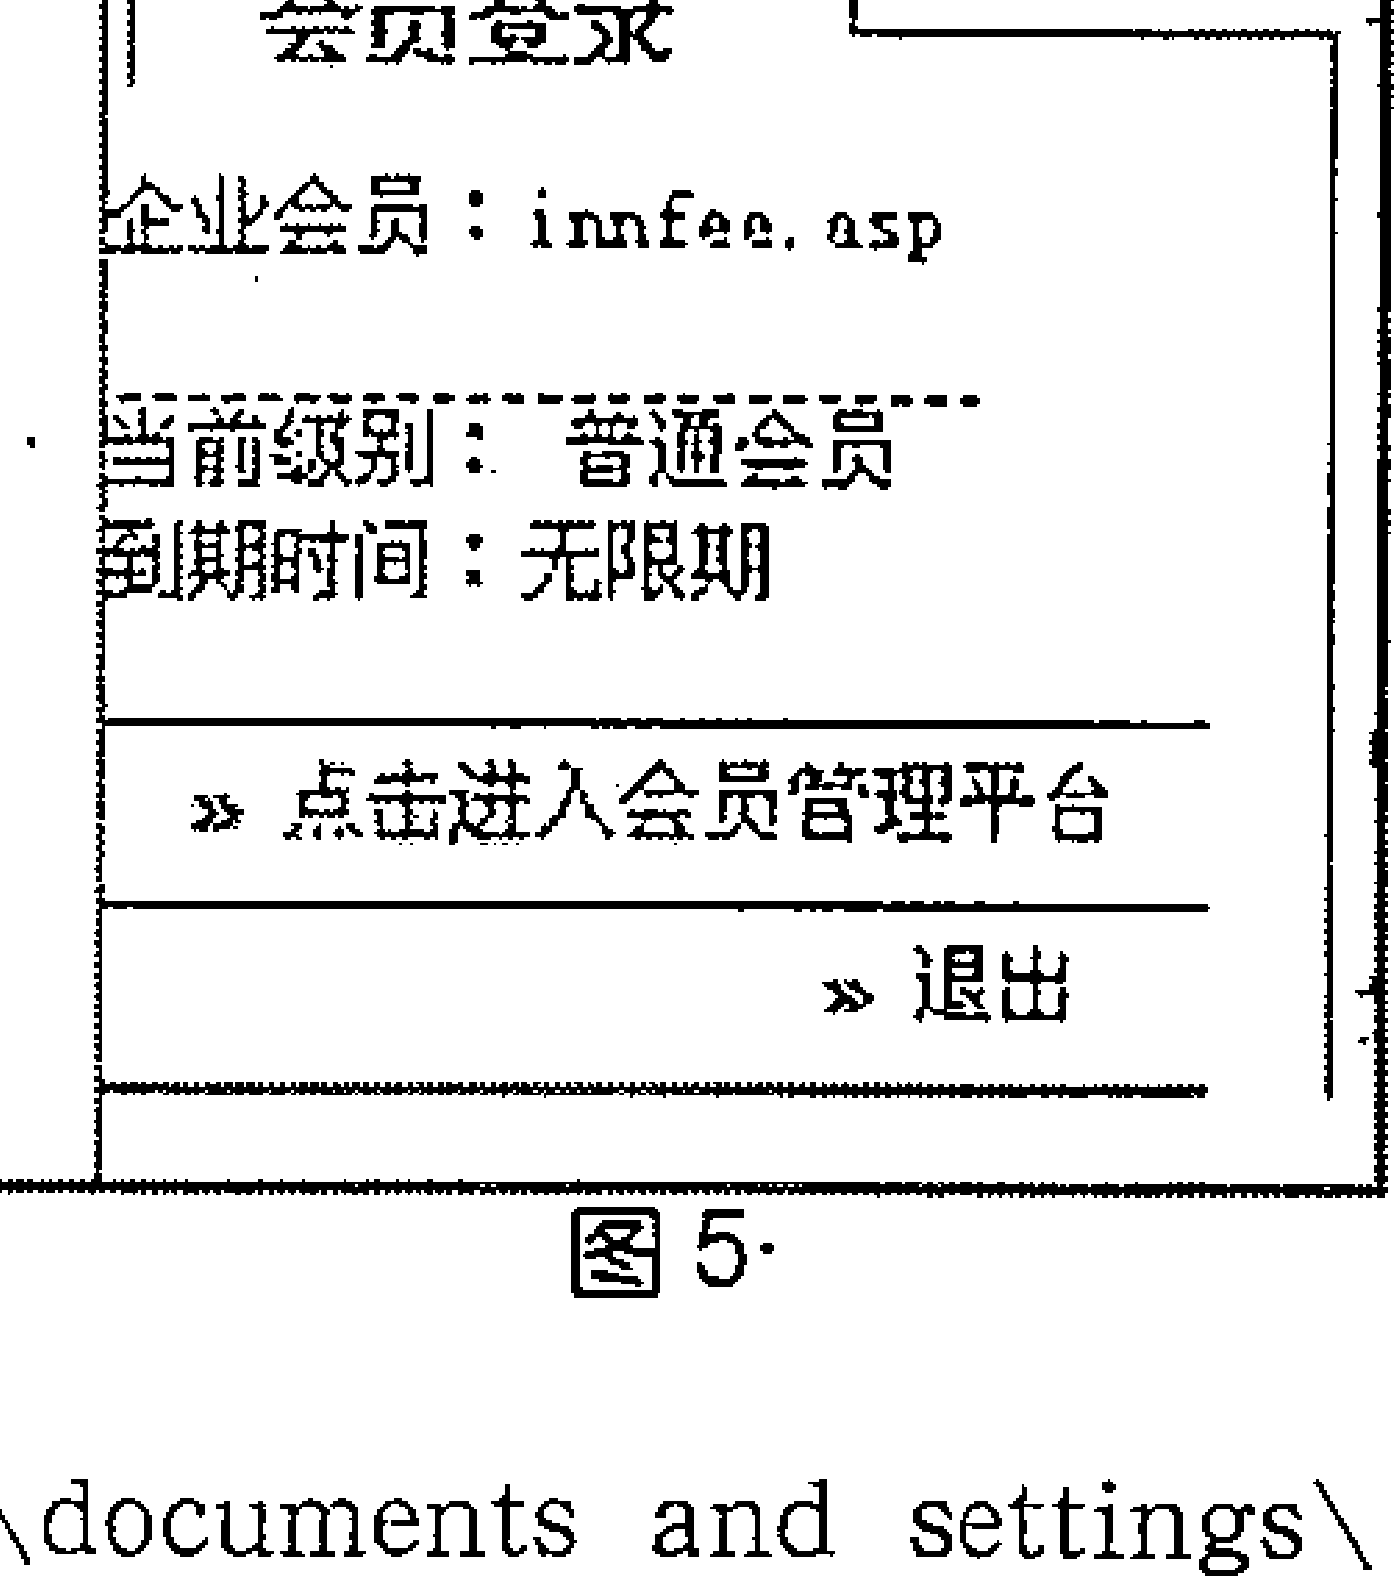 会员登录
企业会员：innfee.asp
当前级别： 普通会员
到期时间：无限期
» 点击进入会员管理平台
» 退出
图 5
\documents and settings\